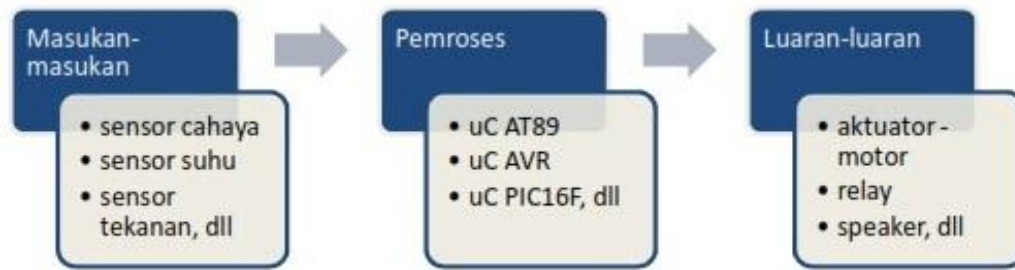 Masukan-
masukan
• sensor cahaya
• sensor suhu
• sensor
tekanan, dll
Pemroses
• uC AT89
• uC AVR
• uC PIC16F, dll
Luaran-luaran
• aktuator -
motor
• relay
• speaker, dll